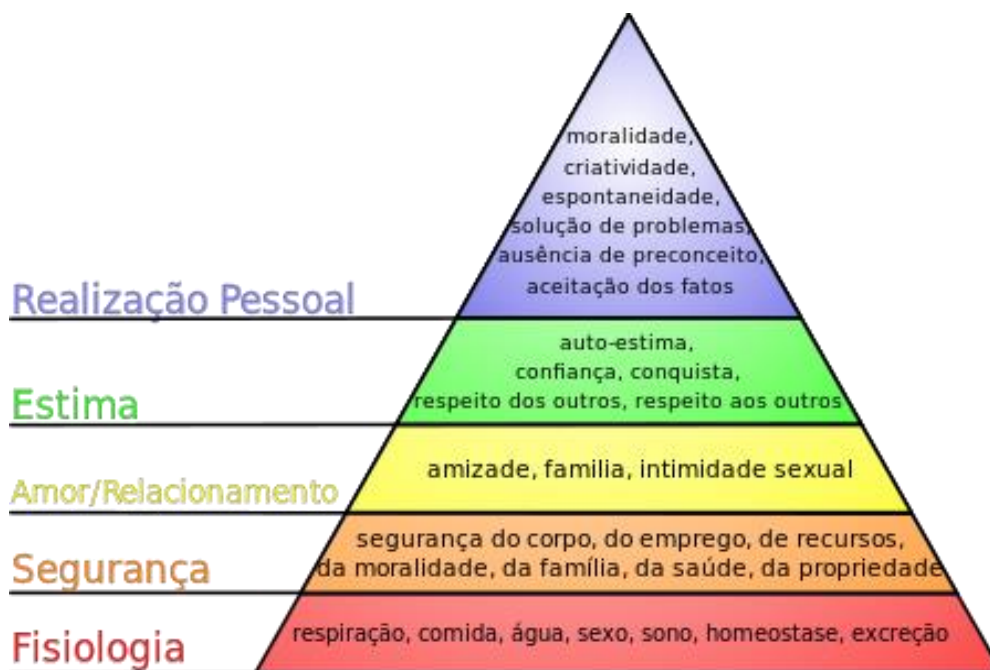 moralidade,
criatividade,
espontaneidade,
solução de problemas,
ausência de preconceito,
aceitação dos fatos
Realização Pessoal
auto-estima,
confiança, conquista,
respeito dos outros, respeito aos outros
Estima
amizade, familia, intimidade sexual
Amor/Relacionamento
segurança do corpo, do emprego, de recursos,
da moralidade, da família, da saúde, da propriedade
Segurança
respiração, comida, água, sexo, sono, homeostase, excreção
Fisiologia